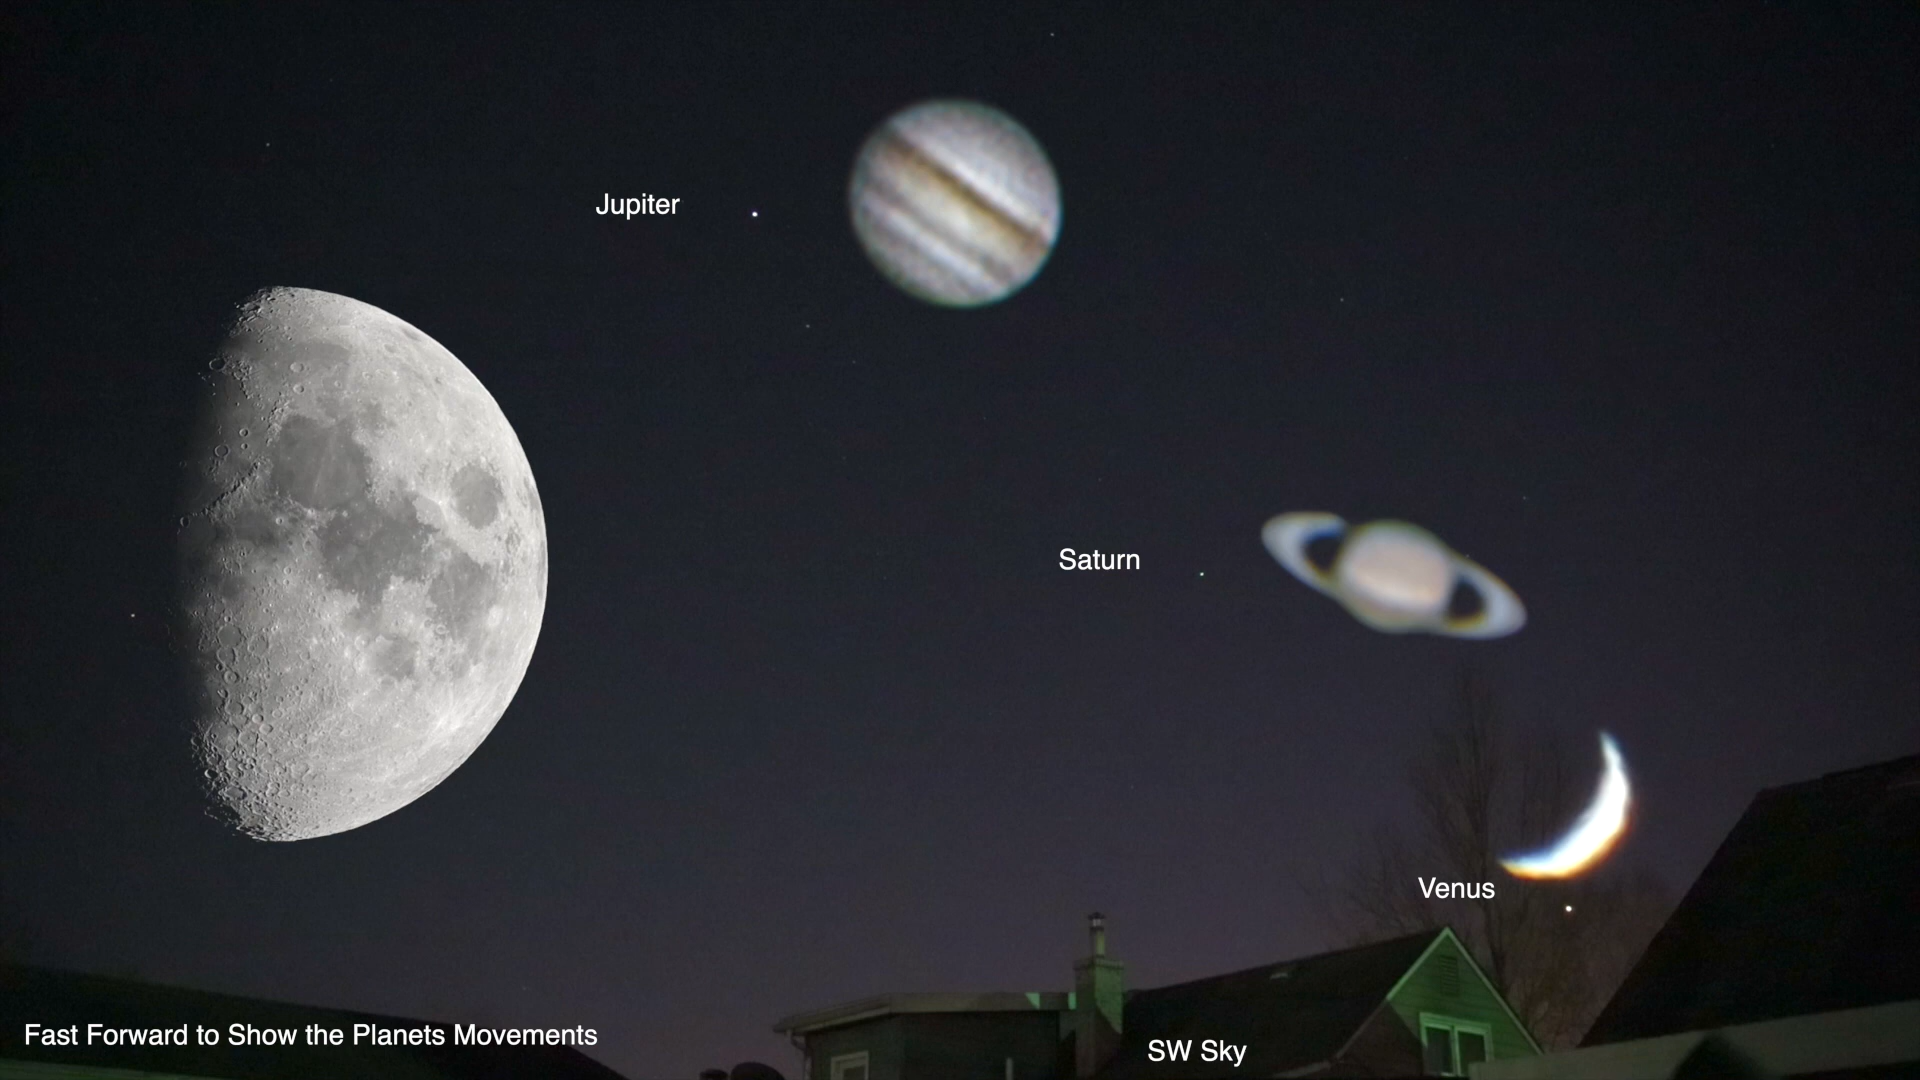 Jupiter
Saturn
Venus
Fast Forward to Show the Planets Movements
SW Sky